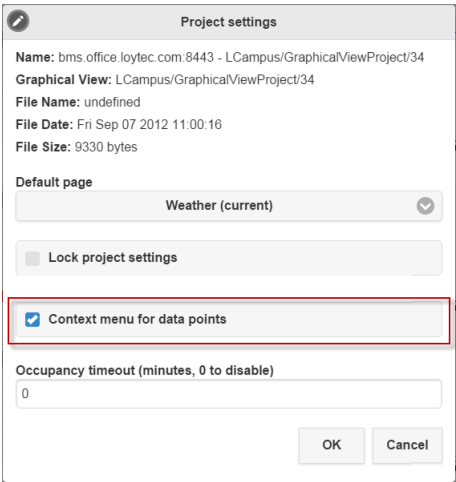 Project settings
Name: bms.office.loytec.com:8443 - LCampus/GraphicalViewProject/34
Graphical View: LCampus/GraphicalViewProject/34
File Name: undefined
File Date: Fri Sep 07 2012 11:00:16
File Size: 9330 bytes
Default page
Weather (current)
Lock project settings
Context menu for data points
Occupancy timeout (minutes, 0 to disable)
0
OK Cancel